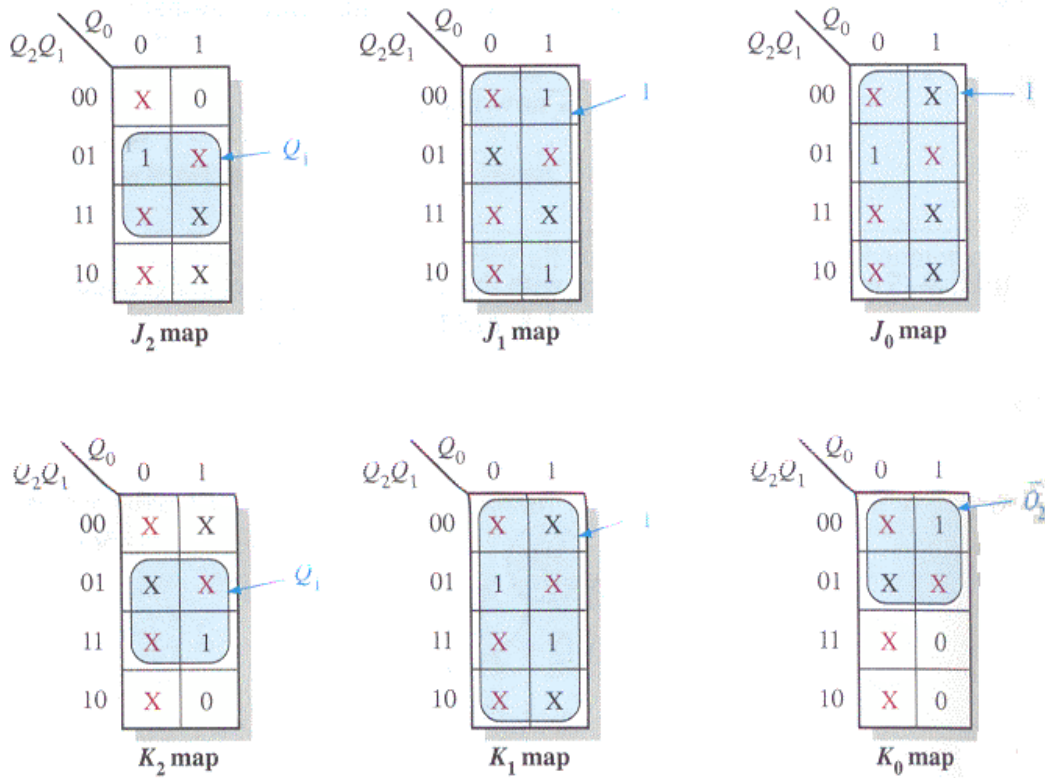 Q0 Q0 Q0
Q2Q1 0 1 Q2Q1 0 1 Q2Q1 0 1
00 X 0 00 X 1 1 00 X X 1
01 1 X Q1 01 X X 01 1 X
11 X X 11 X X 11 X X
10 X X 10 X 1 10 X X
J2 map J1 map J0 map
Q0 Q0 Q0
Q2Q1 0 1 Q2Q1 0 1 Q2Q1 0 1
00 X X 00 X X 1 00 X 1 Q̅2
01 X X Q1 01 1 X 01 X X
11 X 1 11 X 1 11 X 0
10 X 0 10 X X 10 X 0
K2 map K1 map K0 map